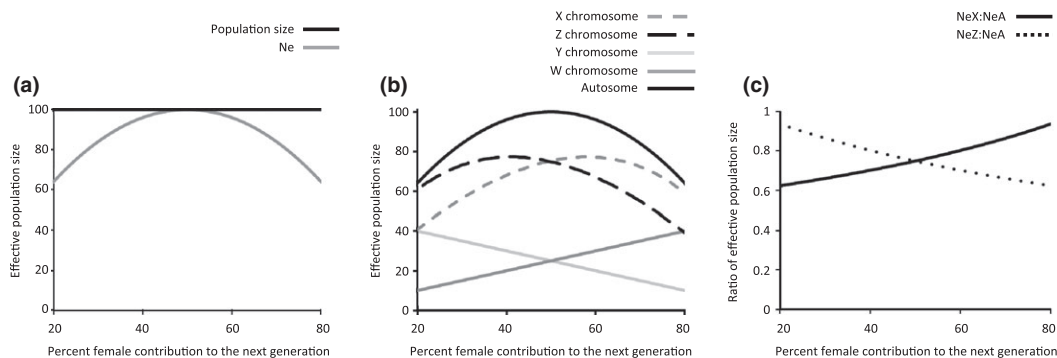 Population size
Ne
(a)
100
80
60
40
20
0
Effective population size
20 40 60 80
Percent female contribution to the next generation
X chromosome
Z chromosome
Y chromosome
W chromosome
Autosome
(b)
100
80
60
40
20
0
Effective population size
20 40 60 80
Percent female contribution to the next generation
NeX:NeA
NeZ:NeA
(c)
1
0.8
0.6
0.4
0.2
0
Ratio of effective population size
20 40 60 80
Percent female contribution to the next generation